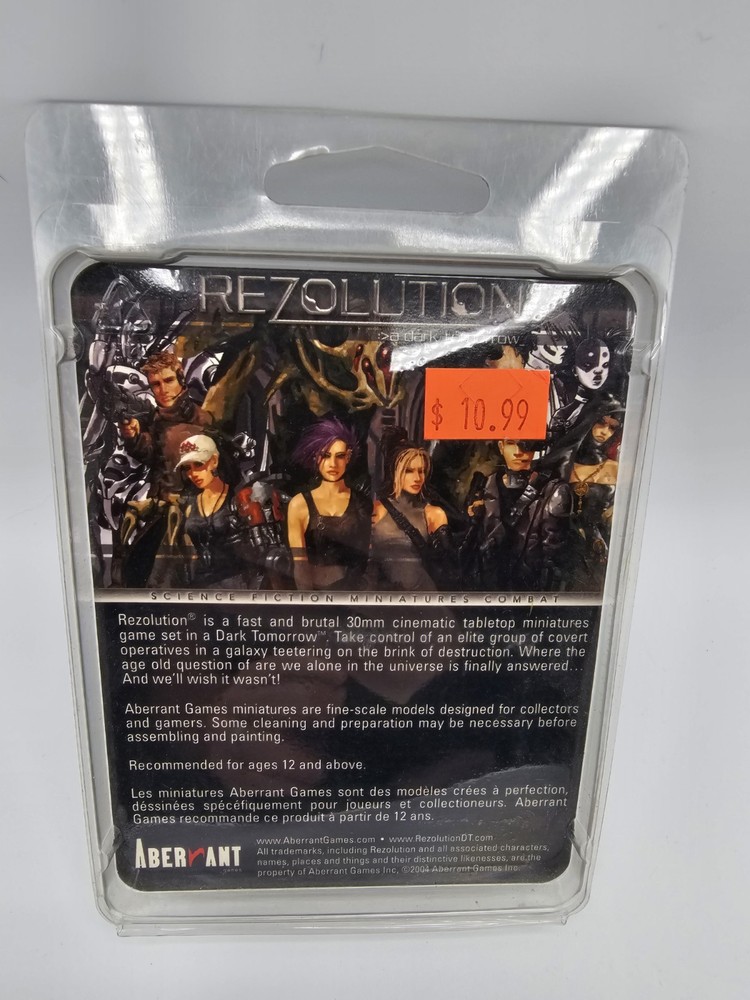 REZOLUTION
>a dark tomorrow
$ 10.99
SCIENCE FICTION MINIATURES COMBAT
Rezolution® is a fast and brutal 30mm cinematic tabletop miniatures
game set in a Dark Tomorrow™. Take control of an elite group of covert
operatives in a galaxy teetering on the brink of destruction. Where the
age old question of are we alone in the universe is finally answered...
And we'll wish it wasn't!
Aberrant Games miniatures are fine-scale models designed for collectors
and gamers. Some cleaning and preparation may be necessary before
assembling and painting.
Recommended for ages 12 and above.
Les miniatures Aberrant Games sont des modèles crées à perfection,
déssinées spécéfiquement pour joueurs et collectioneurs. Aberrant
Games recommande ce produit à partir de 12 ans.
ABERRANT
games
www.AberrantGames.com • www.RezolutionDT.com
All trademarks, including Rezolution and all associated characters,
names, places and things and their distinctive likenesses, are the
property of Aberrant Games Inc, ©2004 Aberrant Games Inc.